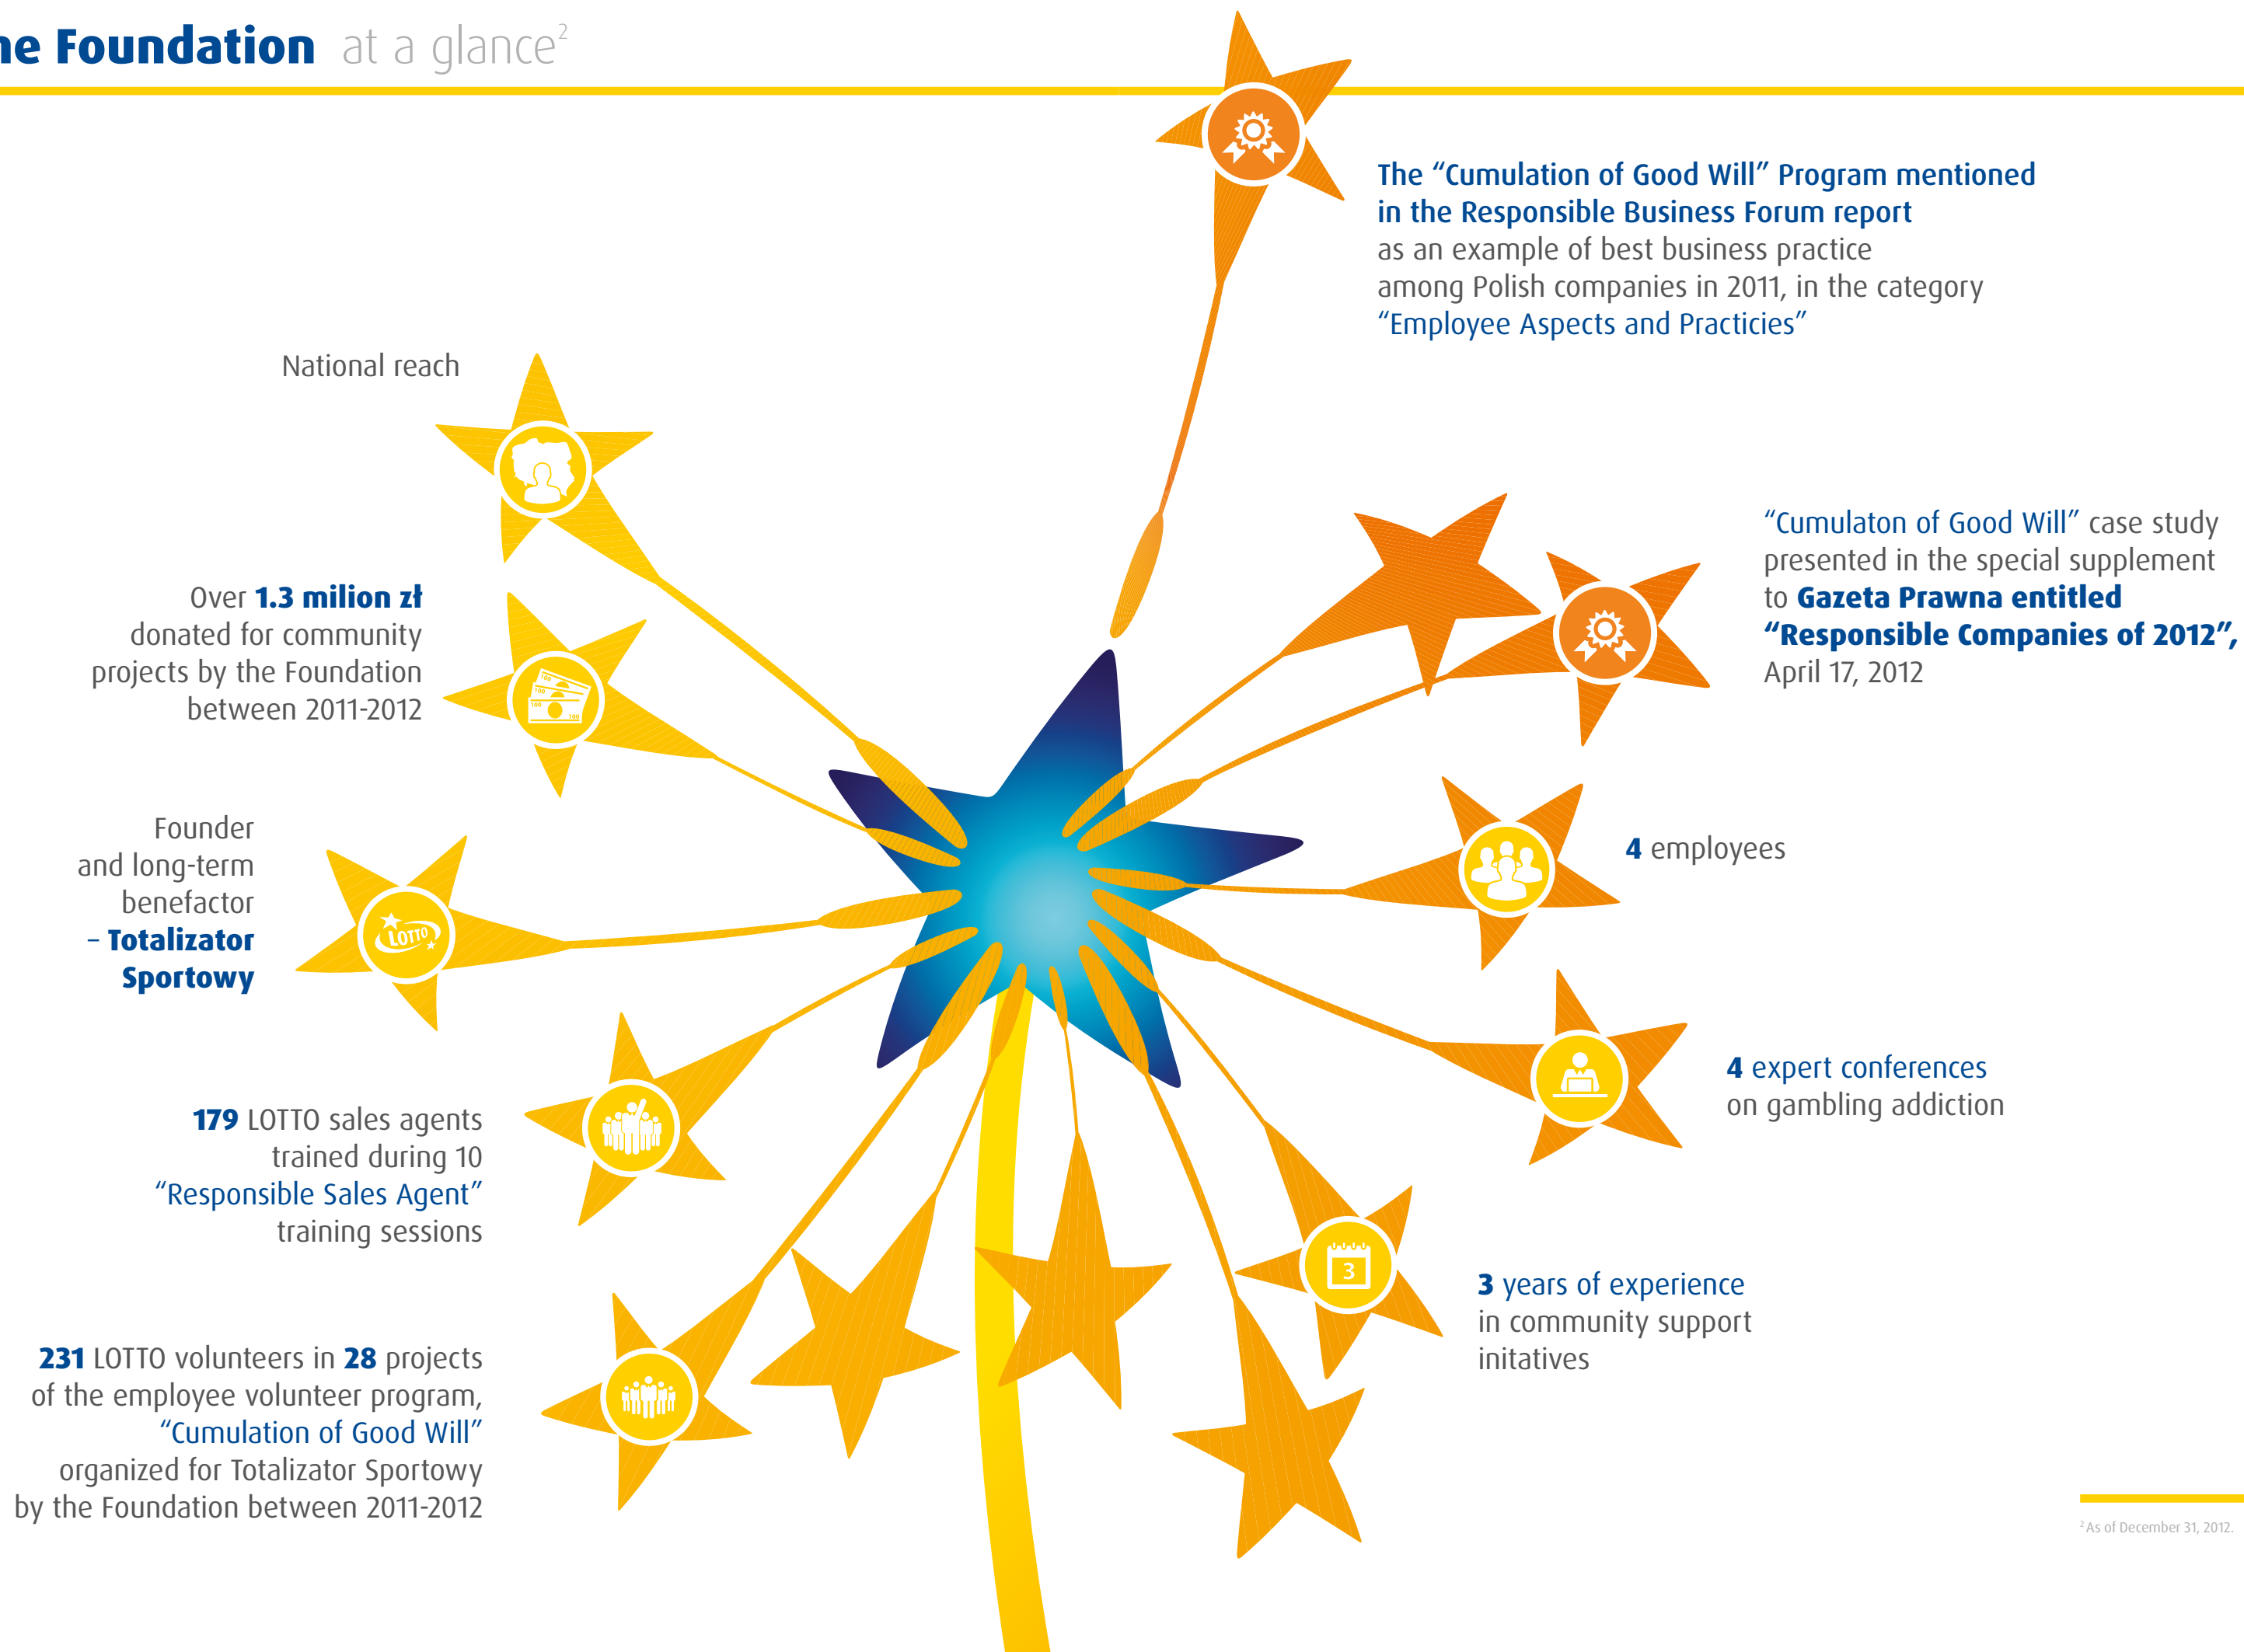 ne Foundation at a glance2
The “Cumulation of Good Will” Program mentioned
in the Responsible Business Forum report
as an example of best business practice
among Polish companies in 2011, in the category
“Employee Aspects and Practicies”
National reach
“Cumulaton of Good Will” case study
presented in the special supplement
to Gazeta Prawna entitled
“Responsible Companies of 2012”,
April 17, 2012
Over 1.3 milion zł
donated for community
projects by the Foundation
between 2011-2012
100
100
100
100
Founder
and long-term
benefactor
– Totalizator
Sportowy
LOTTO
4 employees
4 expert conferences
on gambling addiction
179 LOTTO sales agents
trained during 10
“Responsible Sales Agent”
training sessions
3
3 years of experience
in community support
initatives
231 LOTTO volunteers in 28 projects
of the employee volunteer program,
“Cumulation of Good Will”
organized for Totalizator Sportowy
by the Foundation between 2011-2012
2 As of December 31, 2012.